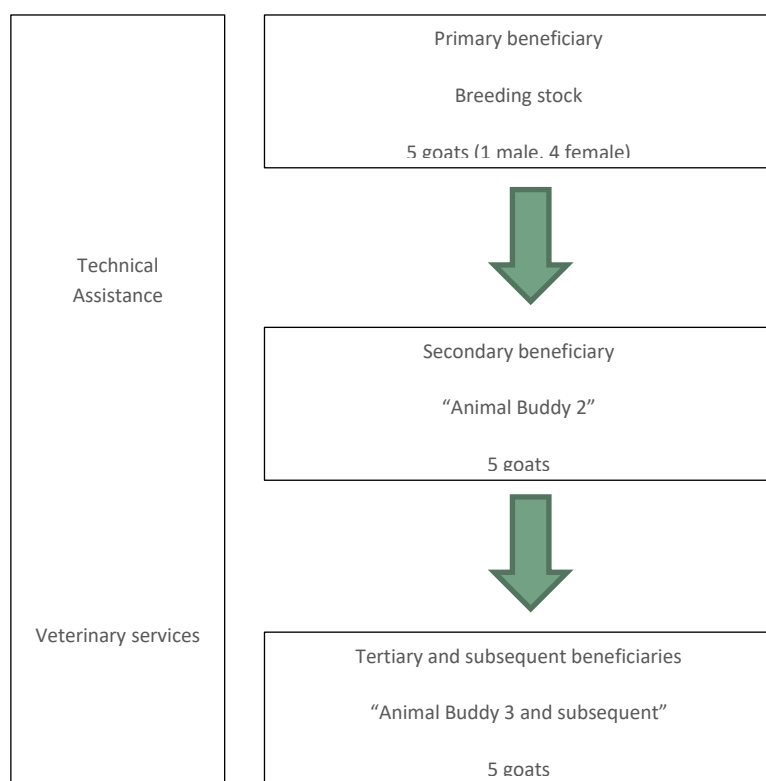 Technical
Assistance
Veterinary services
Primary beneficiary
Breeding stock
5 goats (1 male, 4 female)
Secondary beneficiary
“Animal Buddy 2”
5 goats
Tertiary and subsequent beneficiaries
“Animal Buddy 3 and subsequent”
5 goats